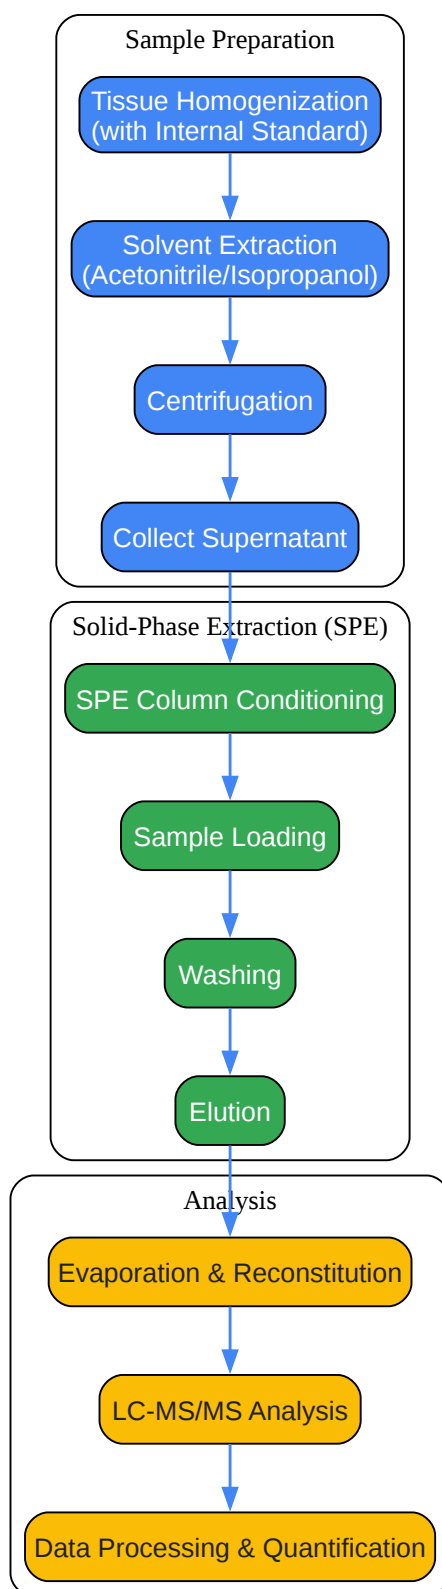 Sample Preparation
Tissue Homogenization
(with Internal Standard)
Solvent Extraction
(Acetonitrile/Isopropanol)
Centrifugation
Collect Supernatant
Solid-Phase Extraction (SPE)
SPE Column Conditioning
Sample Loading
Washing
Elution
Analysis
Evaporation & Reconstitution
LC-MS/MS Analysis
Data Processing & Quantification